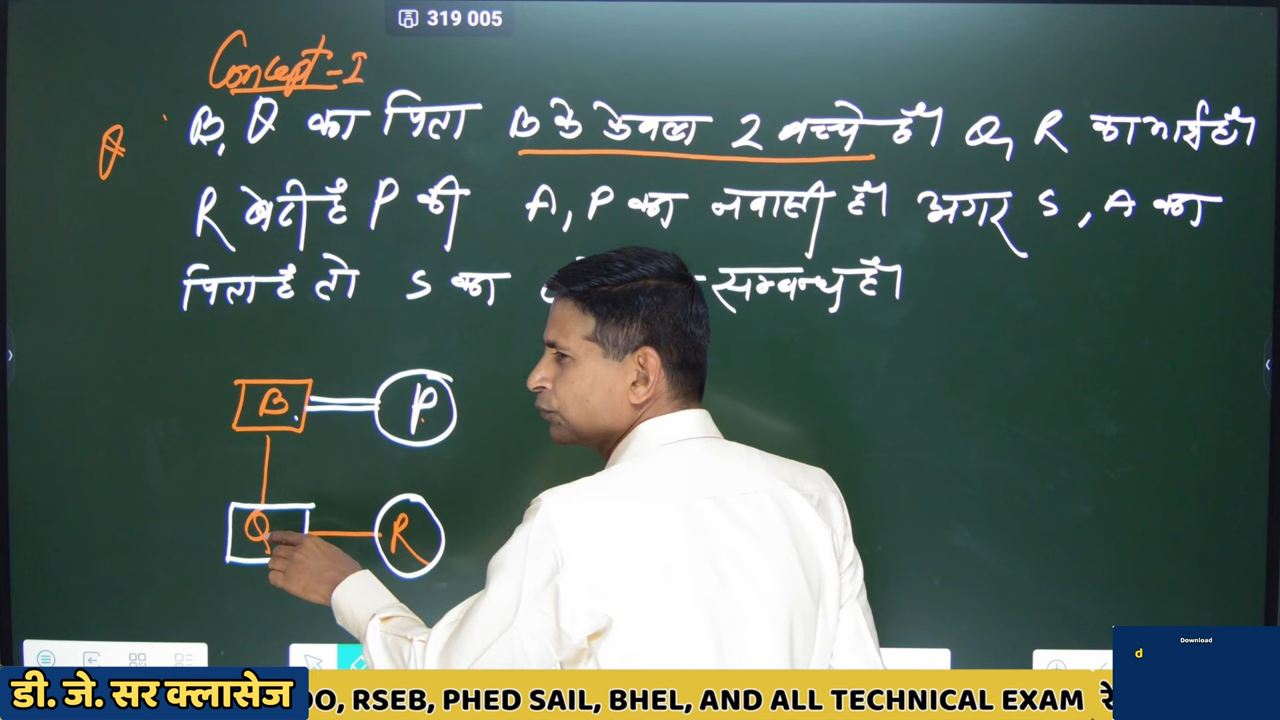 319 005
Concept-I
Q B, Q का पिता B के केवल 2 बच्चे हैं। Q, R का भाई है।
R बेटी है P की A, P का नवासी है। अगर S, A का
पिता है तो S का सम्बन्ध है।
B P
Q R
Download
d
डी. जे. सर क्लासेज
OO, RSEB, PHED SAIL, BHEL, AND ALL TECHNICAL EXAM